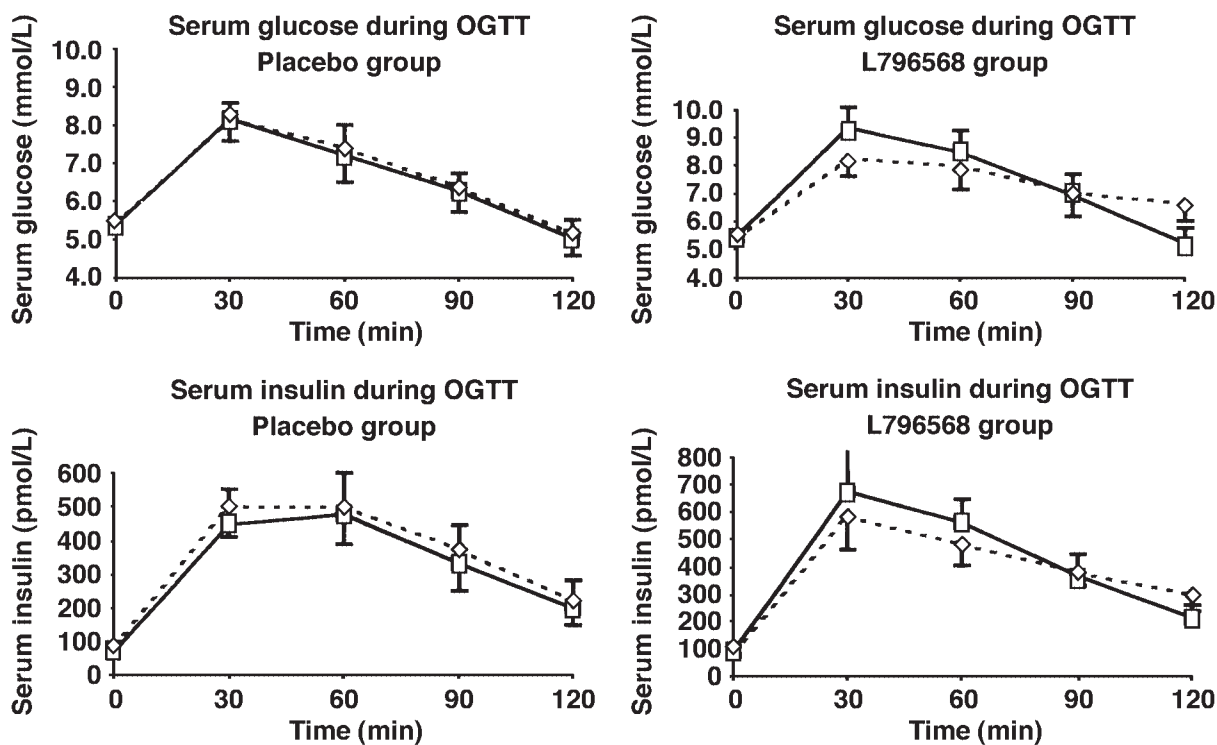 Serum glucose during OGTT
Placebo group
Serum glucose (mmol/L)
10.0
9.0
8.0
7.0
6.0
5.0
4.0
0 30 60 90 120
Time (min)
Serum glucose during OGTT
L796568 group
Serum glucose (mmol/L)
10.0
9.0
8.0
7.0
6.0
5.0
4.0
0 30 60 90 120
Time (min)
Serum insulin during OGTT
Placebo group
Serum insulin (pmol/L)
600
500
400
300
200
100
0
0 30 60 90 120
Time (min)
Serum insulin during OGTT
L796568 group
Serum insulin (pmol/L)
800
700
600
500
400
300
200
100
0
0 30 60 90 120
Time (min)